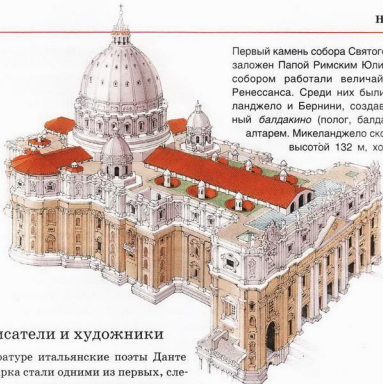 Н
Первый камень собора Святого
заложен Папой Римским Юли
собором работали величай
Ренессанса. Среди них были
ланджело и Бернини, создав
ный балдакино (полог, балда
алтарем. Микеланджело ско
высотой 132 м, хо
исатели и художники
ратуре итальянские поэты Данте
арка стали одними из первых, сле-